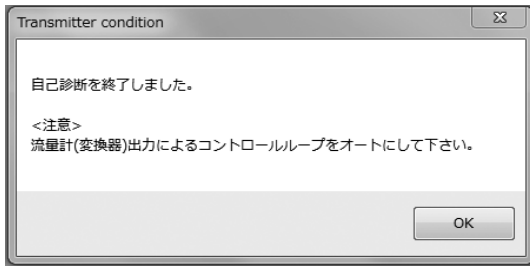 Transmitter condition
自己診断を終了しました。
<注意>
流量計(変換器)出力によるコントロールループをオートにして下さい。
OK